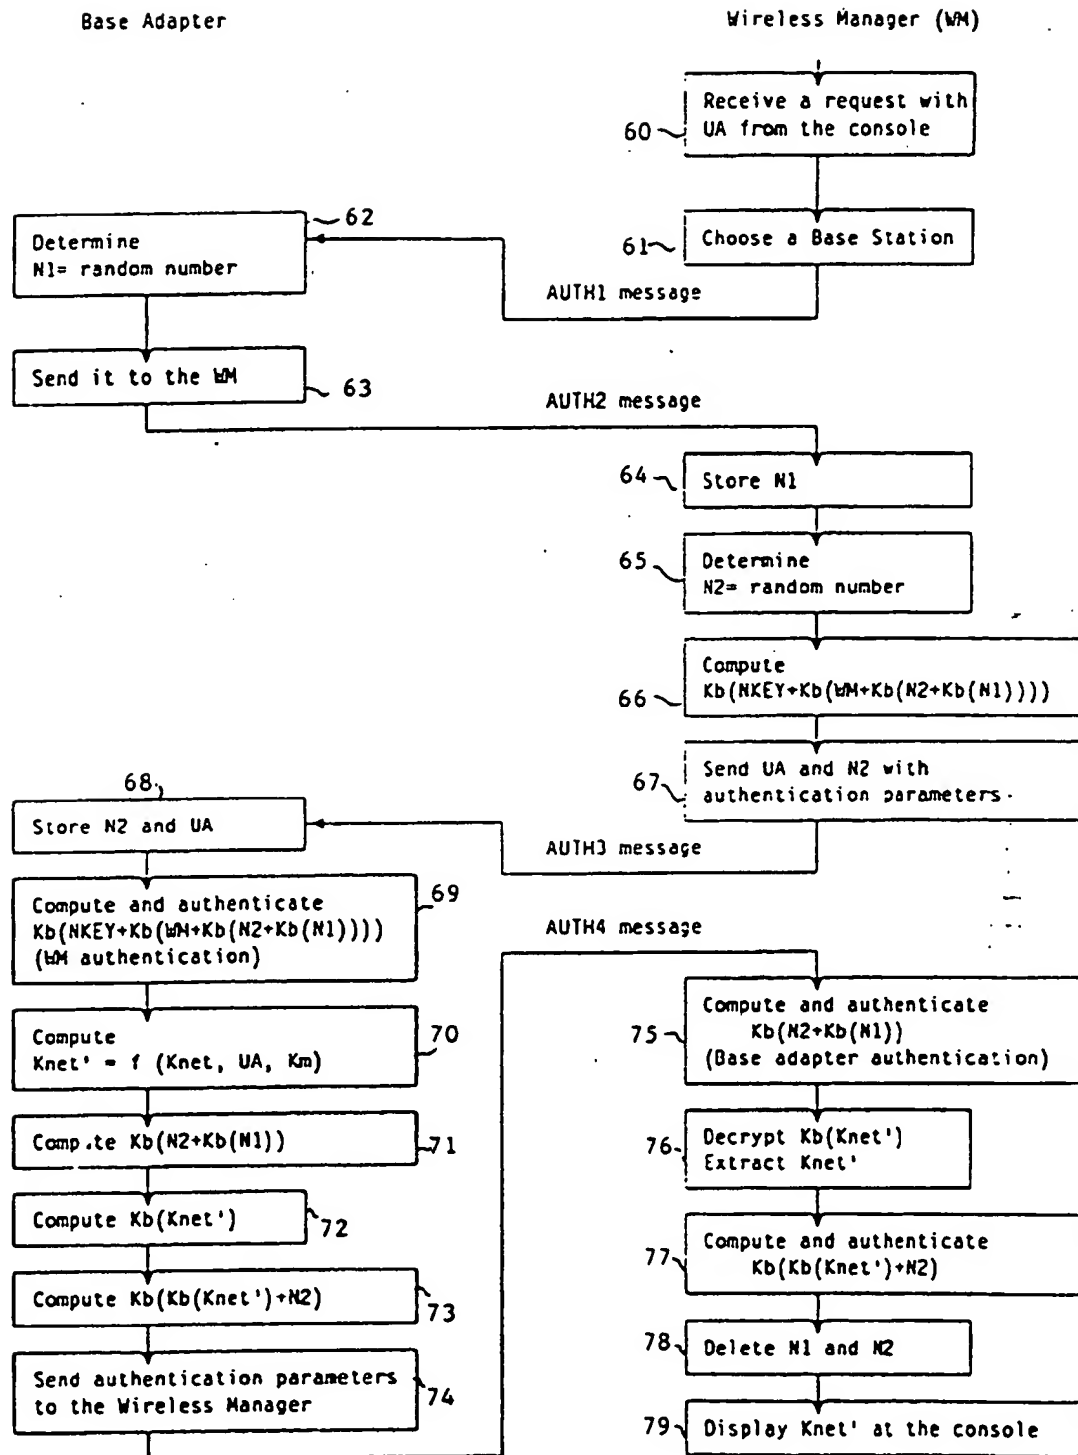 Base Adapter
Wireless Manager (WM)
Receive a request with
UA from the console
60
62
Determine
N1= random number
61
Choose a Base Station
AUTH1 message
Send it to the WM
63
AUTH2 message
64
Store N1
65
Determine
N2= random number
66
Compute
Kb(NKEY+Kb(WM+Kb(N2+Kb(N1))))
67
Send UA and N2 with
authentication parameters.
68.
Store N2 and UA
AUTH3 message
69
Compute and authenticate
Kb(NKEY+Kb(WM+Kb(N2+Kb(N1))))
(WM authentication)
AUTH4 message
70
Compute
Knet' = f (Knet, UA, Km)
75
Compute and authenticate
Kb(N2+Kb(N1))
(Base adapter authentication)
Comp.te Kb(N2+Kb(N1))
71
76
Decrypt Kb(Knet')
Extract Knet'
Compute Kb(Knet')
72
77
Compute and authenticate
Kb(Kb(Knet')+N2)
Compute Kb(Kb(Knet')+N2)
73
78
Delete N1 and N2
Send authentication parameters
to the Wireless Manager
74
79
Display Knet' at the console